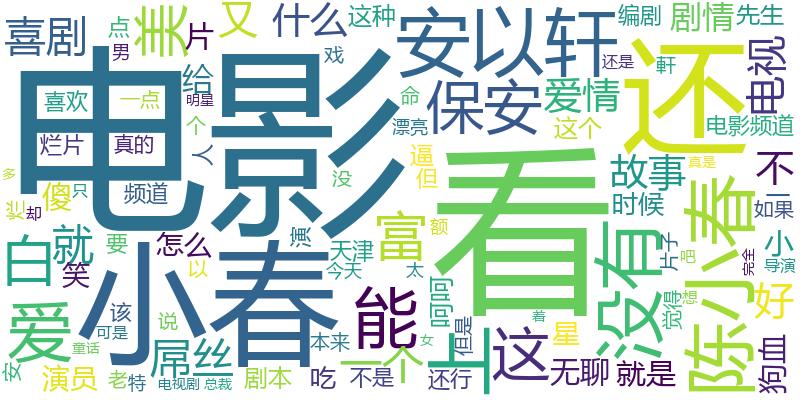 喜剧
点
男
美
片
又
什么
这种
编剧
剧情
先生
戏
还是
軒
电影
给
安以轩
保安
爱情
还
电视
喜欢
一点
明星
命
漂亮
这个
电影频道
烂片
真的
个
人
没
逼
但
看
故事
不
真是
多
傻
只
频道
烂
却
白
就
要
怎么
演
富
额
没有
时候
陈小春
一
如果
小
导演
片子
吧
完全
笑
以
小春
天津
今天
太
能
呵呵
上
但是
这
星
觉得
想
好
爱
该
可是
说
本来
女
着
安
童话
演员
老
特
屌丝
电视剧
总裁
剧本
吃
一个
不是
还行
无聊
就是
狗血